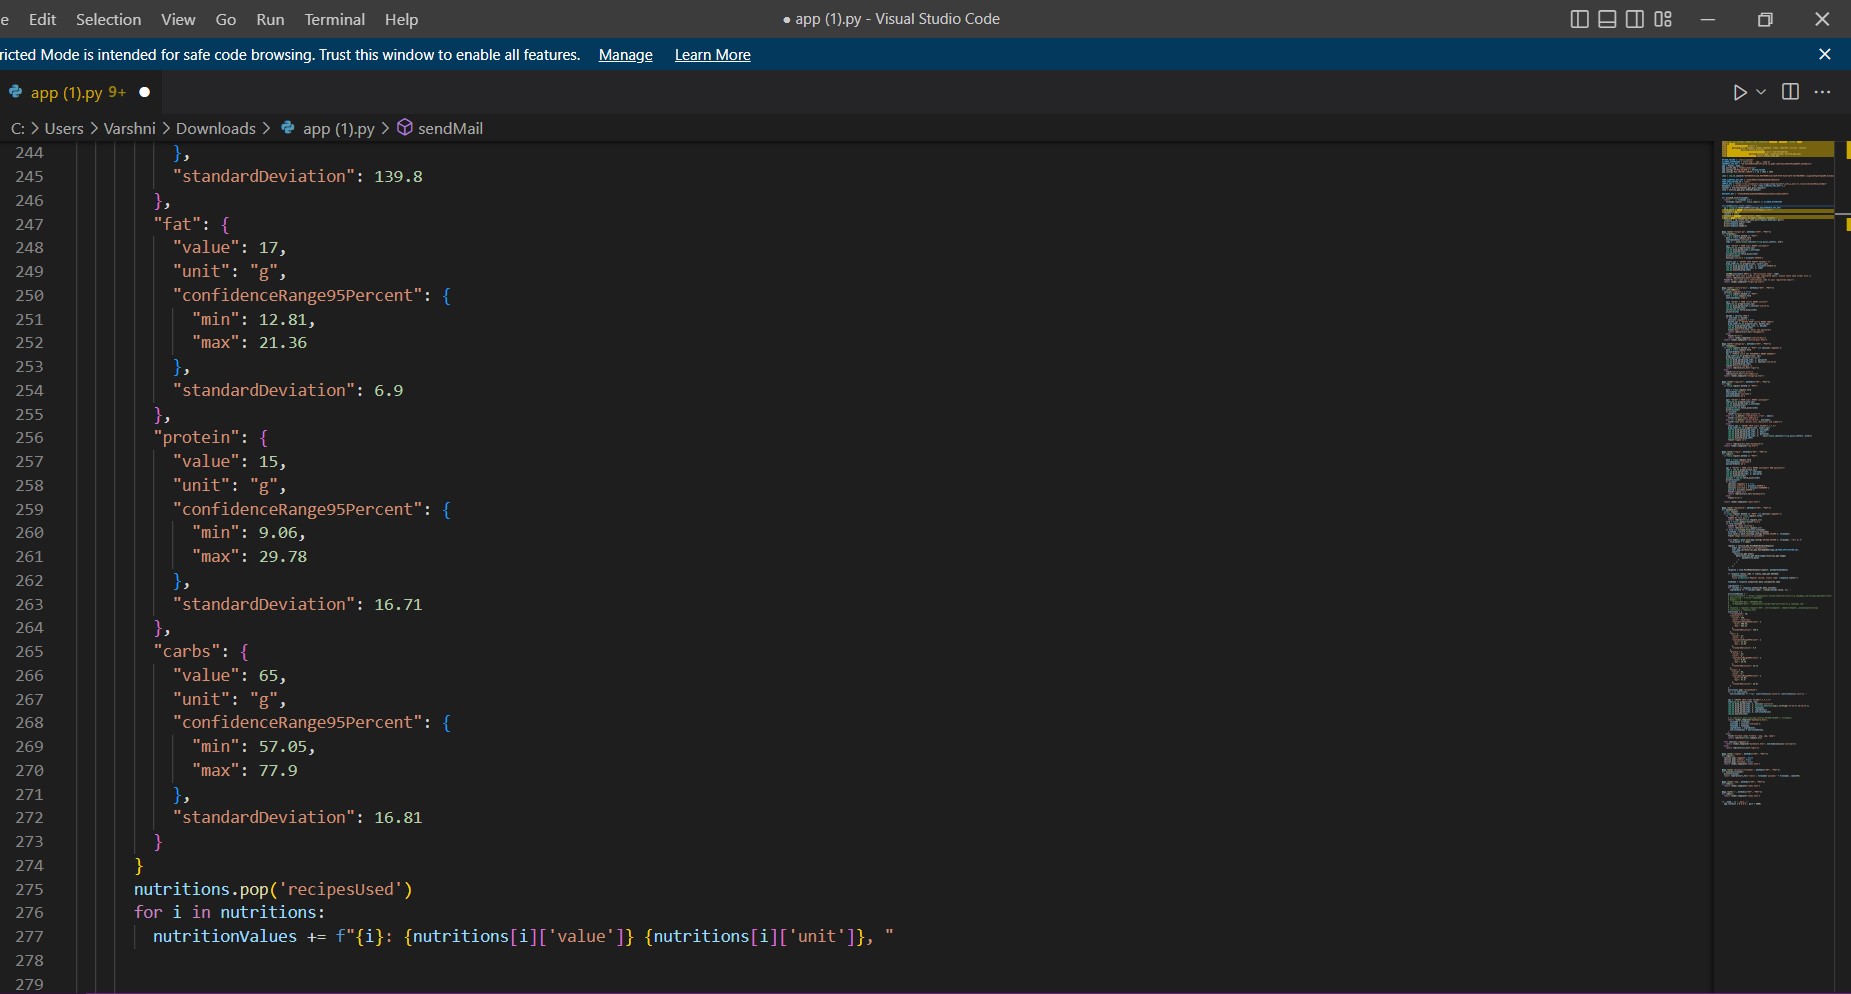 e Edit Selection View Go Run Terminal Help ● app (1).py - Visual Studio Code
ricted Mode is intended for safe code browsing. Trust this window to enable all features. Manage Learn More
app (1).py 9+ ●
C: > Users > Varshni > Downloads > app (1).py > sendMail
244 },
245 "standardDeviation": 139.8
246 },
247 "fat": {
248 "value": 17,
249 "unit": "g",
250 "confidenceRange95Percent": {
251 "min": 12.81,
252 "max": 21.36
253 },
254 "standardDeviation": 6.9
255 },
256 "protein": {
257 "value": 15,
258 "unit": "g",
259 "confidenceRange95Percent": {
260 "min": 9.06,
261 "max": 29.78
262 },
263 "standardDeviation": 16.71
264 },
265 "carbs": {
266 "value": 65,
267 "unit": "g",
268 "confidenceRange95Percent": {
269 "min": 57.05,
270 "max": 77.9
271 },
272 "standardDeviation": 16.81
273 }
274 }
275 nutritions.pop('recipesUsed')
276 for i in nutritions:
277 nutritionValues += f"{i}: {nutritions[i]['value']} {nutritions[i]['unit']}, "
278
279